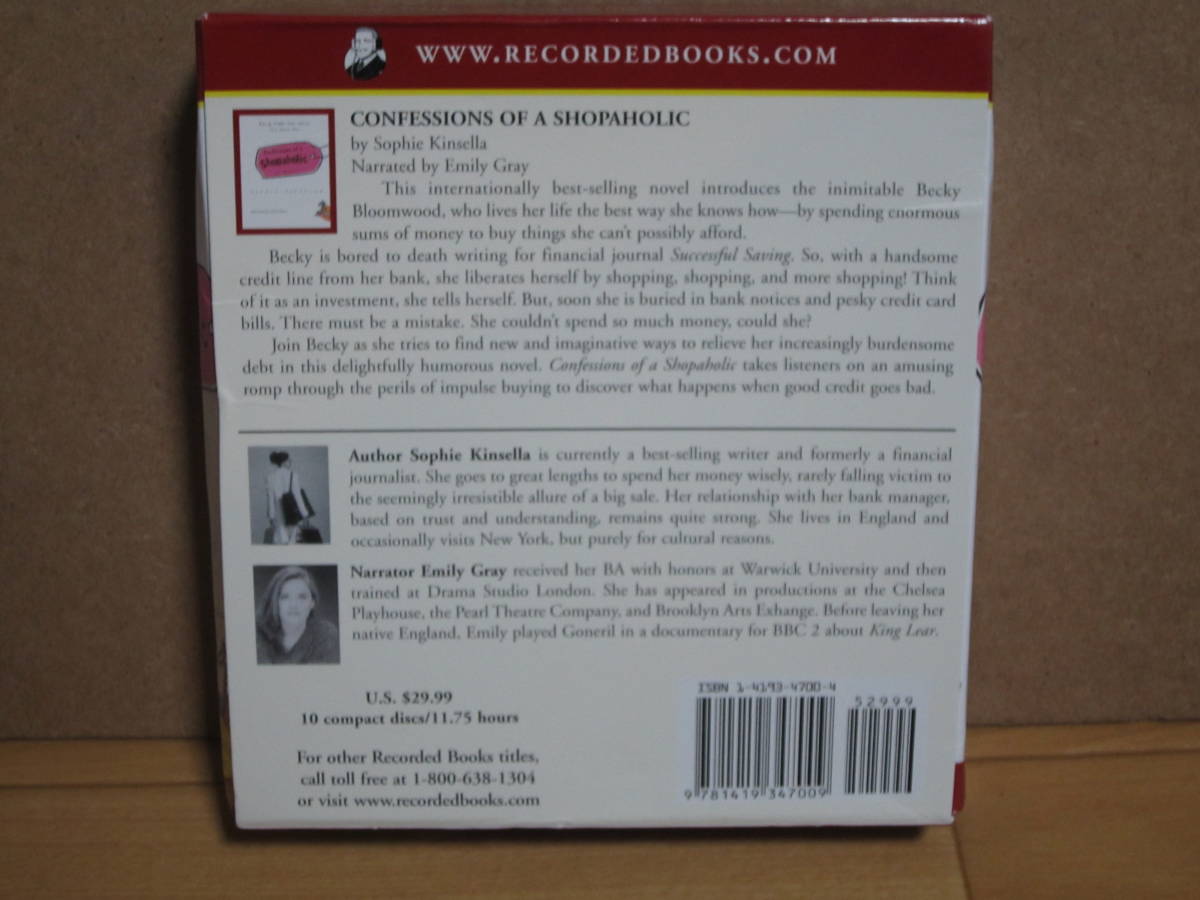 WWW.RECORDEDBOOKS.COM
CONFESSIONS OF A SHOPAHOLIC
by Sophie Kinsella
Narrated by Emily Gray
This internationally best-selling novel introduces the inimitable Becky
Bloomwood, who lives her life the best way she knows how—by spending enormous
sums of money to buy things she can't possibly afford.
Becky is bored to death writing for financial journal Successful Saving. So, with a handsome
credit line from her bank, she liberates herself by shopping, shopping, and more shopping! Think
of it as an investment, she tells herself. But, soon she is buried in bank notices and pesky credit card
bills. There must be a mistake. She couldn't spend so much money, could she?
Join Becky as she tries to find new and imaginative ways to relieve her increasingly burdensome
debt in this delightfully humorous novel. Confessions of a Shopaholic takes listeners on an amusing
romp through the perils of impulse buying to discover what happens when good credit goes bad.
Shopaholic
Author Sophie Kinsella is currently a best-selling writer and formerly a financial
journalist. She goes to great lengths to spend her money wisely, rarely falling victim to
the seemingly irresistible allure of a big sale. Her relationship with her bank manager,
based on trust and understanding, remains quite strong. She lives in England and
occasionally visits New York, but purely for cultural reasons.
Narrator Emily Gray received her BA with honors at Warwick University and then
trained at Drama Studio London. She has appeared in productions at the Chelsea
Playhouse, the Pearl Theatre Company, and Brooklyn Arts Exhange. Before leaving her
native England, Emily played Goneril in a documentary for BBC 2 about King Lear.
U.S. $29.99
10 compact discs/11.75 hours
For other Recorded Books titles,
call toll free at 1-800-638-1304
or visit www.recordedbooks.com
ISBN 1-4193-4700-4
52999
9 781419 347009